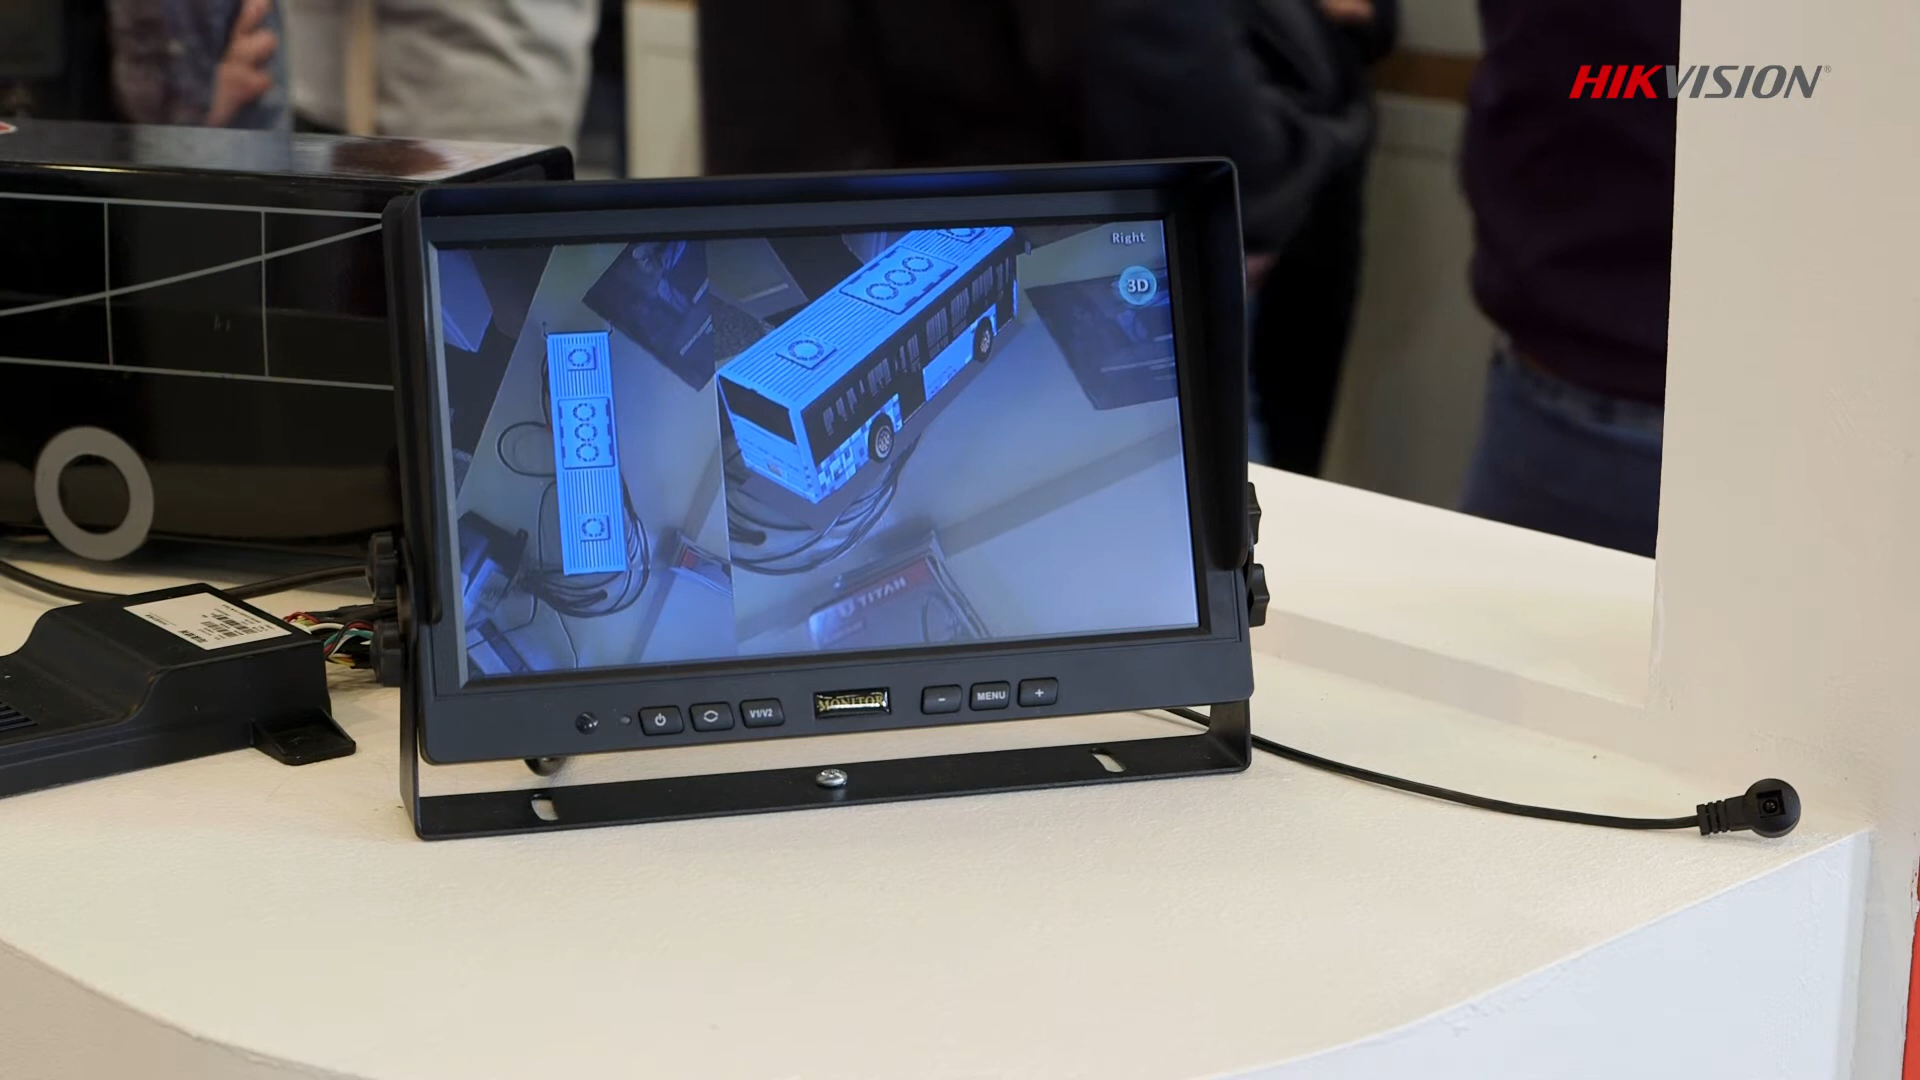 HIKVISION®
Right
3D
TITAN
V1/V2
MONITOR
-
MENU
+